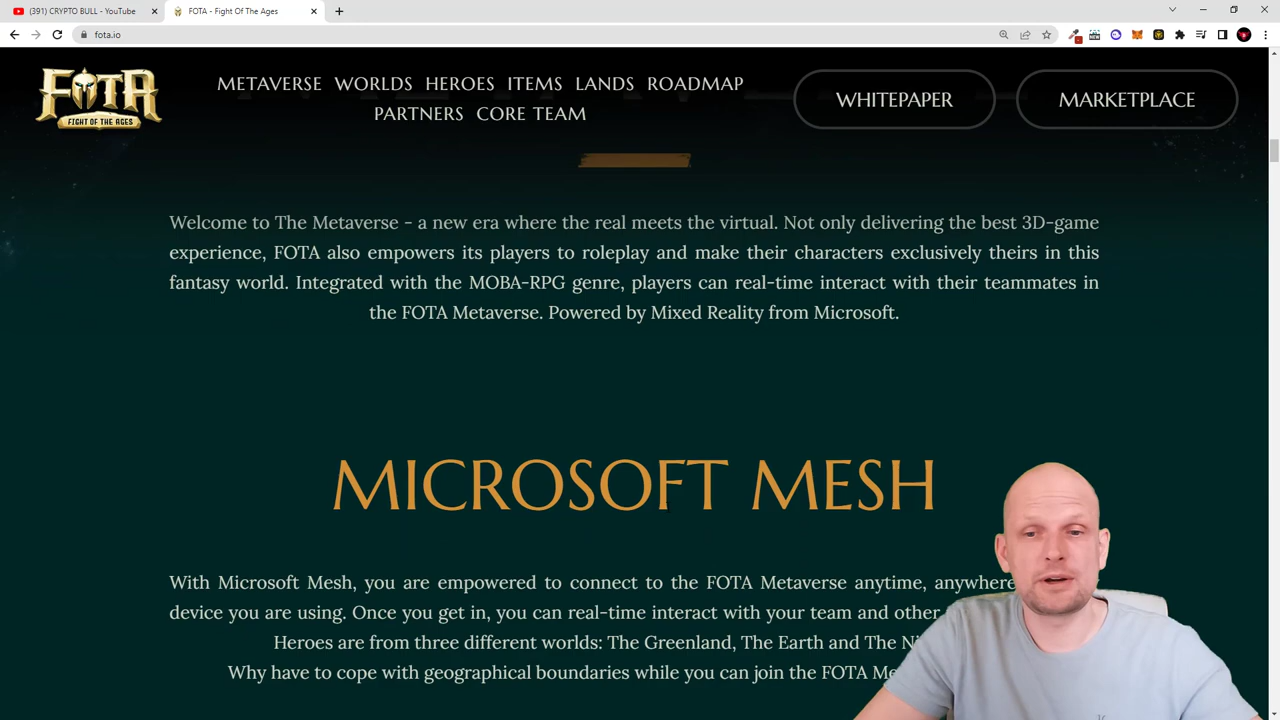 (391) CRYPTO BULL - YouTube
FOTA - Fight Of The Ages
fota.io
FOTA
FIGHT OF THE AGES
METAVERSE WORLDS HEROES ITEMS LANDS ROADMAP
PARTNERS CORE TEAM
WHITEPAPER
MARKETPLACE
Welcome to The Metaverse - a new era where the real meets the virtual. Not only delivering the best 3D-game
experience, FOTA also empowers its players to roleplay and make their characters exclusively theirs in this
fantasy world. Integrated with the MOBA-RPG genre, players can real-time interact with their teammates in
the FOTA Metaverse. Powered by Mixed Reality from Microsoft.
MICROSOFT MESH
With Microsoft Mesh, you are empowered to connect to the FOTA Metaverse anytime, anywhere
device you are using. Once you get in, you can real-time interact with your team and other
Heroes are from three different worlds: The Greenland, The Earth and The
Why have to cope with geographical boundaries while you can join the FOTA